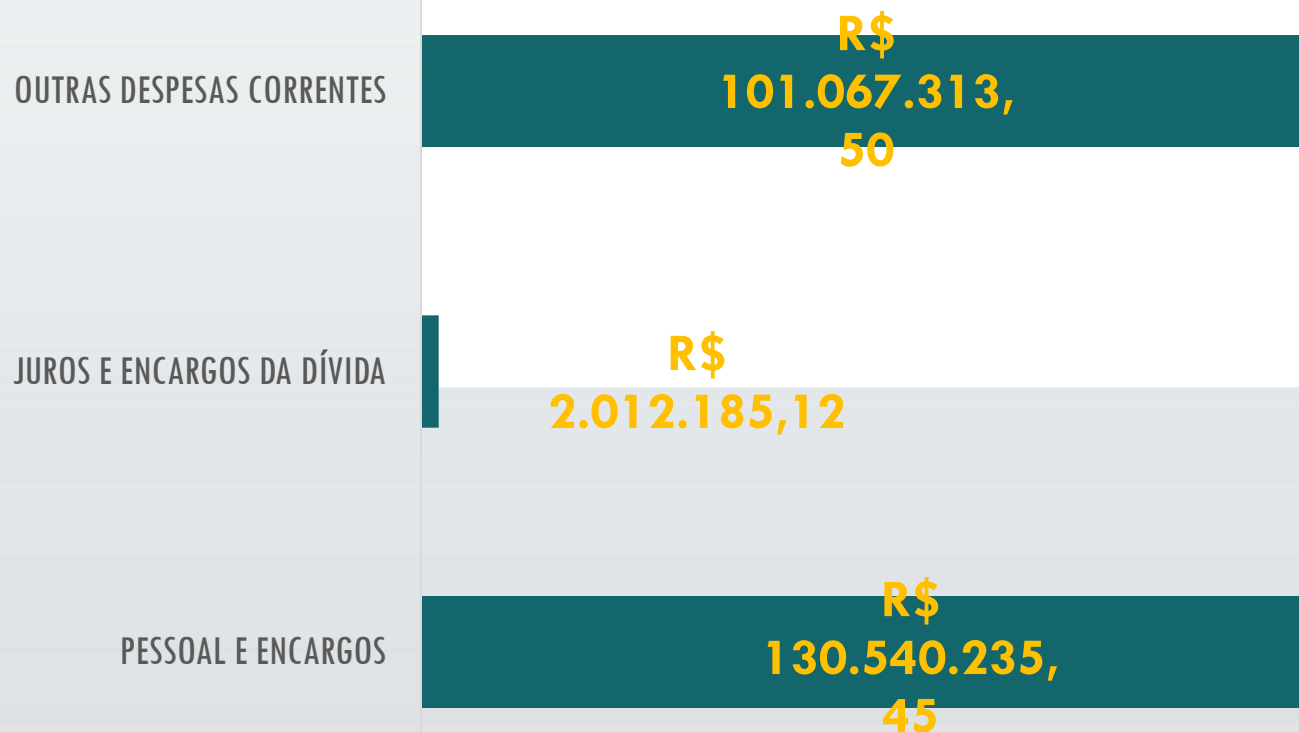 OUTRAS DESPESAS CORRENTES
R$
101.067.313,
50
JUROS E ENCARGOS DA DÍVIDA
R$
2.012.185,12
PESSOAL E ENCARGOS
R$
130.540.235,
45